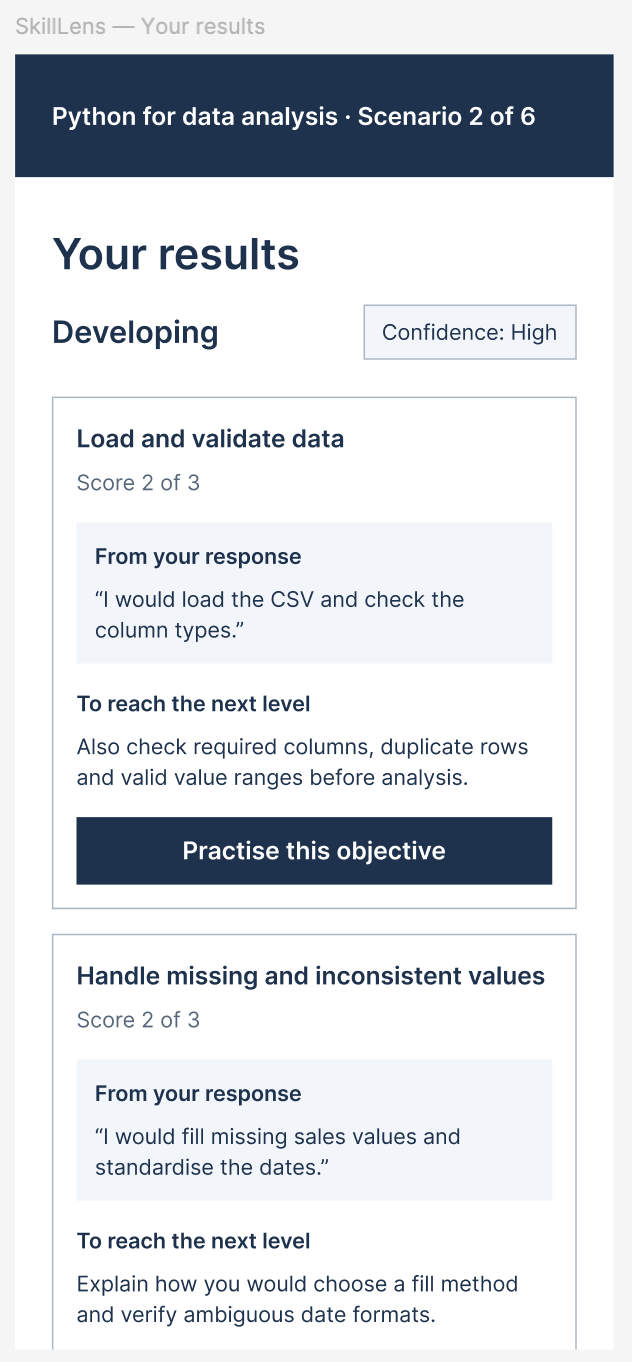 SkillLens — Your results
Python for data analysis · Scenario 2 of 6
Your results
Developing
Confidence: High
Load and validate data
Score 2 of 3
From your response
“I would load the CSV and check the
column types.”
To reach the next level
Also check required columns, duplicate rows
and valid value ranges before analysis.
Practise this objective
Handle missing and inconsistent values
Score 2 of 3
From your response
“I would fill missing sales values and
standardise the dates.”
To reach the next level
Explain how you would choose a fill method
and verify ambiguous date formats.